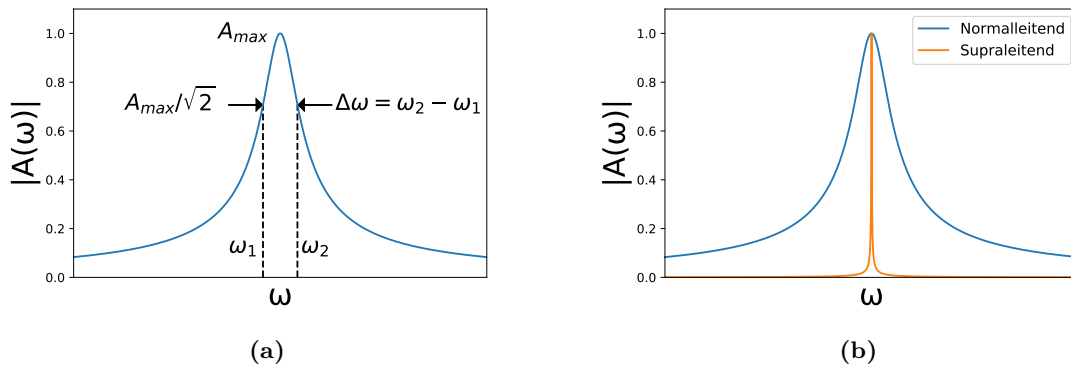 1.0
0.8
0.6
0.4
0.2
0.0
|A(ω)|
A_max
A_max/√2
Δω = ω₂ − ω₁
ω₁
ω₂
ω
(a)
1.0
0.8
0.6
0.4
0.2
0.0
|A(ω)|
Normalleitend
Supraleitend
ω
(b)